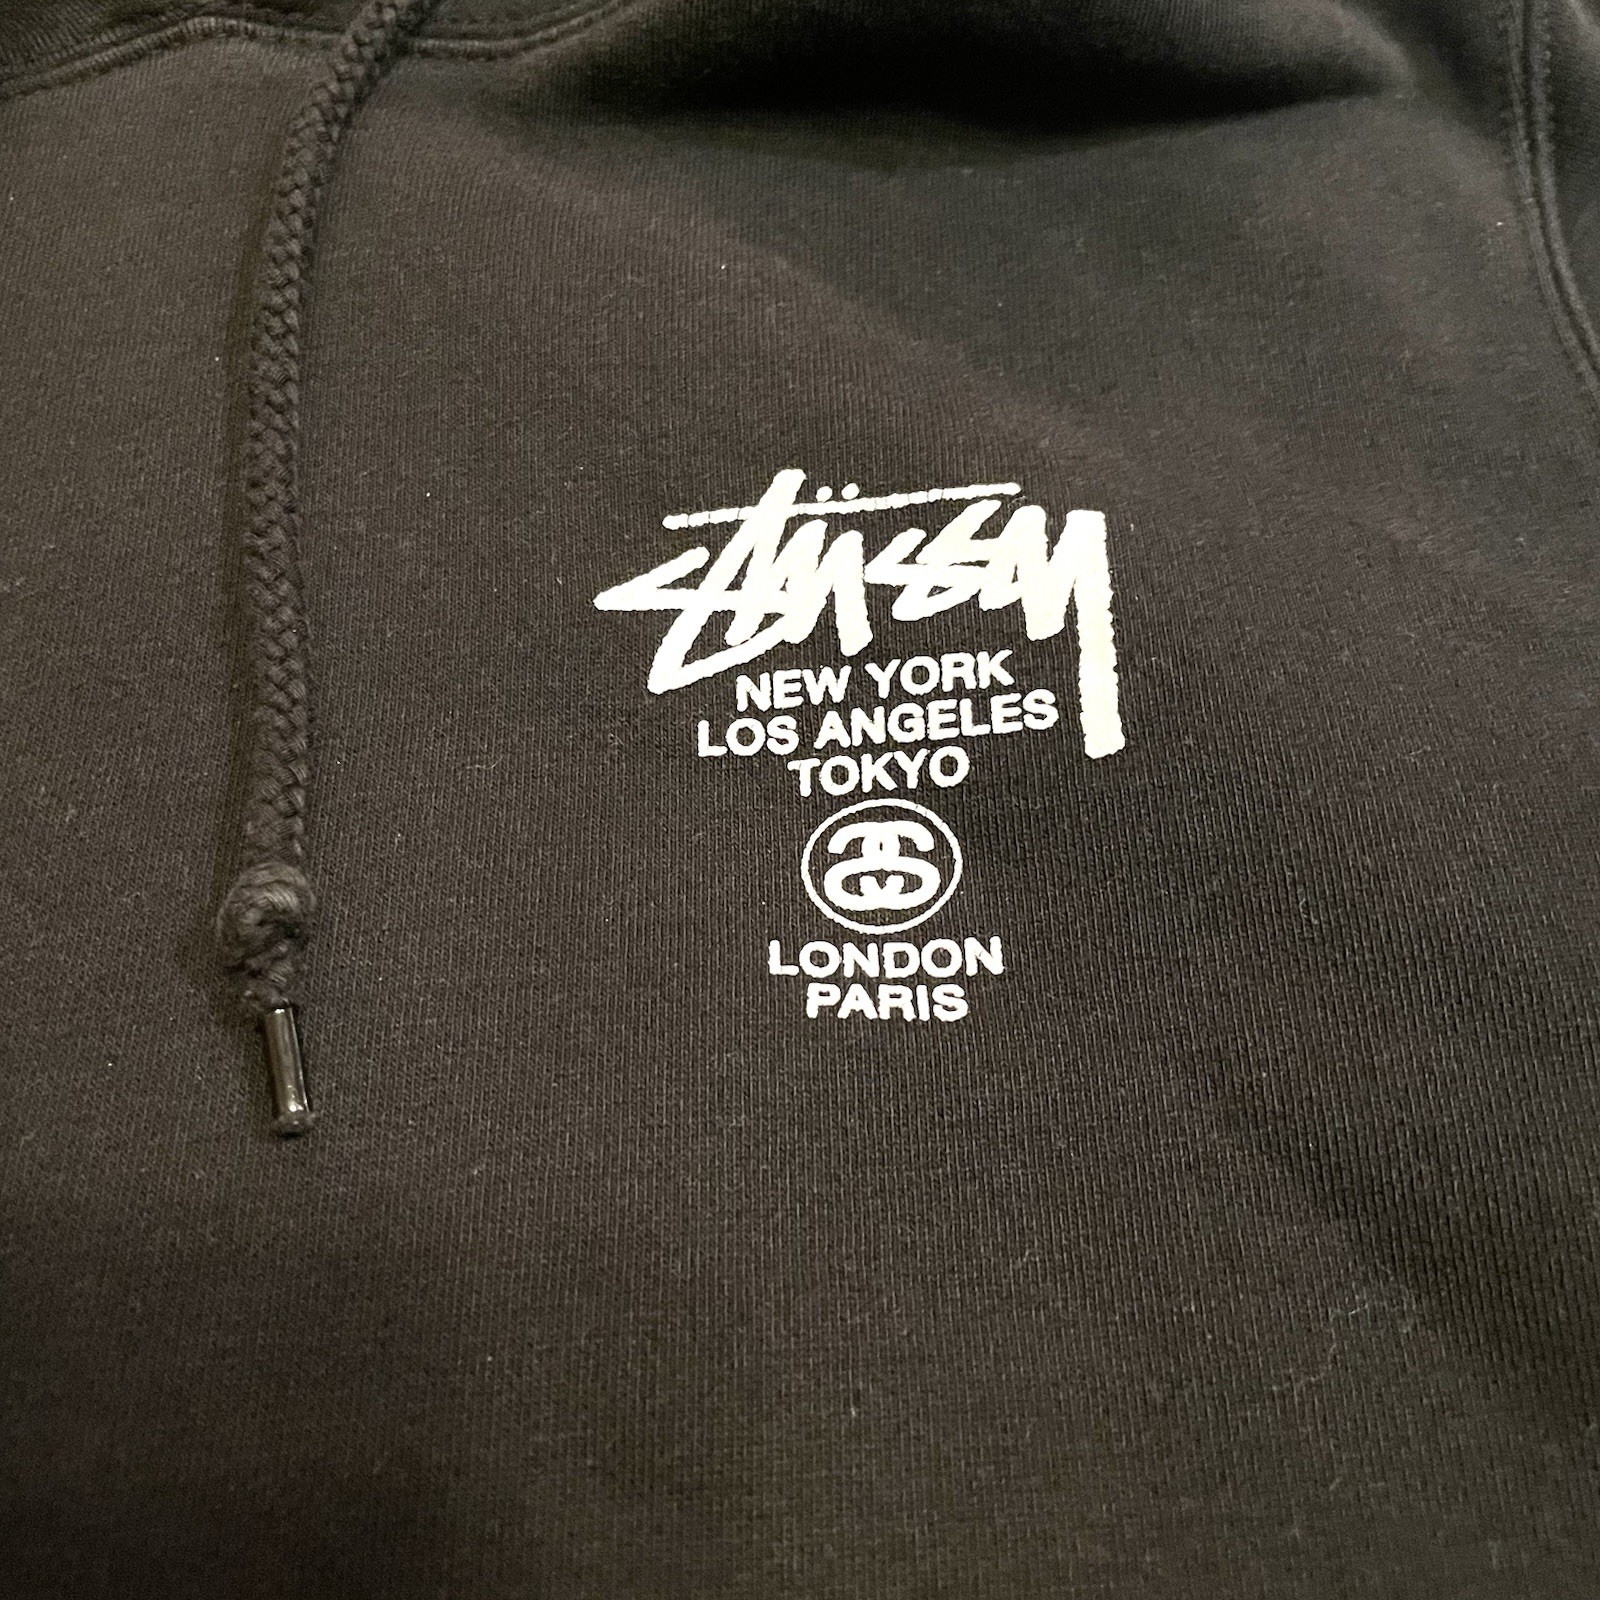 Stüssy
NEW YORK
LOS ANGELES
TOKYO
LONDON
PARIS